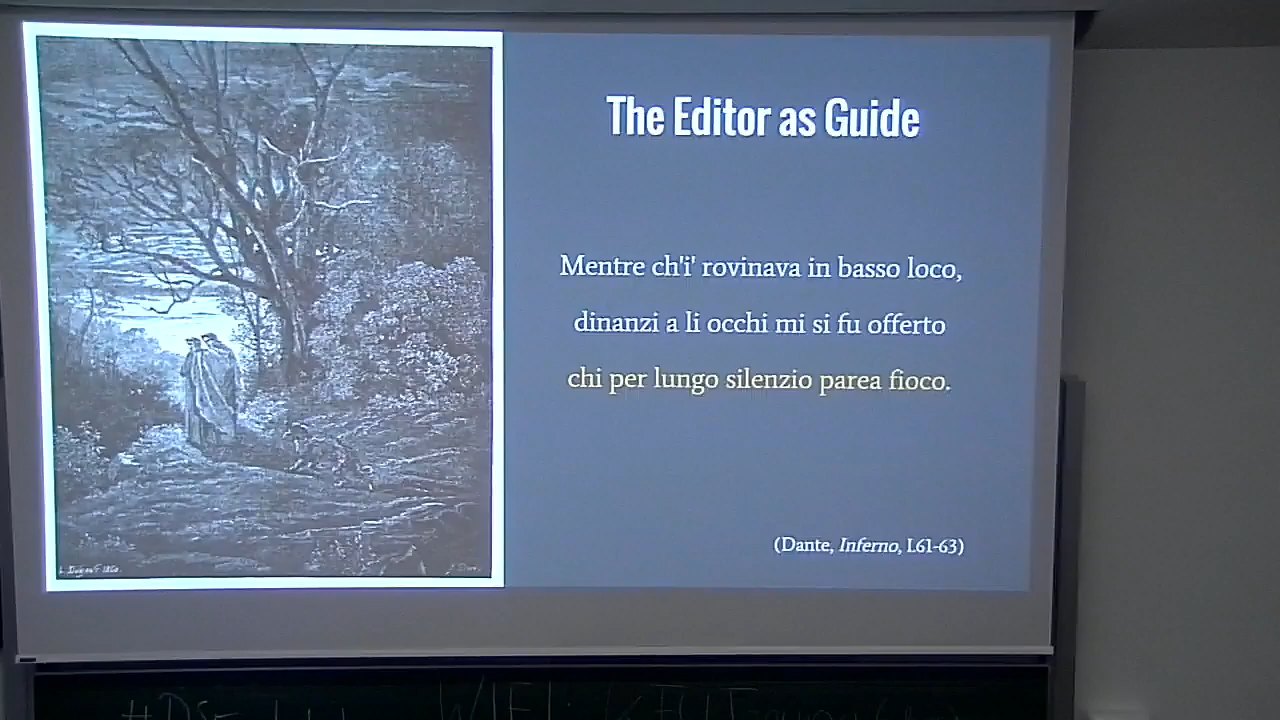 The Editor as Guide
Mentre ch'i' rovinava in basso loco,
dinanzi a li occhi mi si fu offerto
chi per lungo silenzio parea fioco.
(Dante, Inferno, I.61-63)